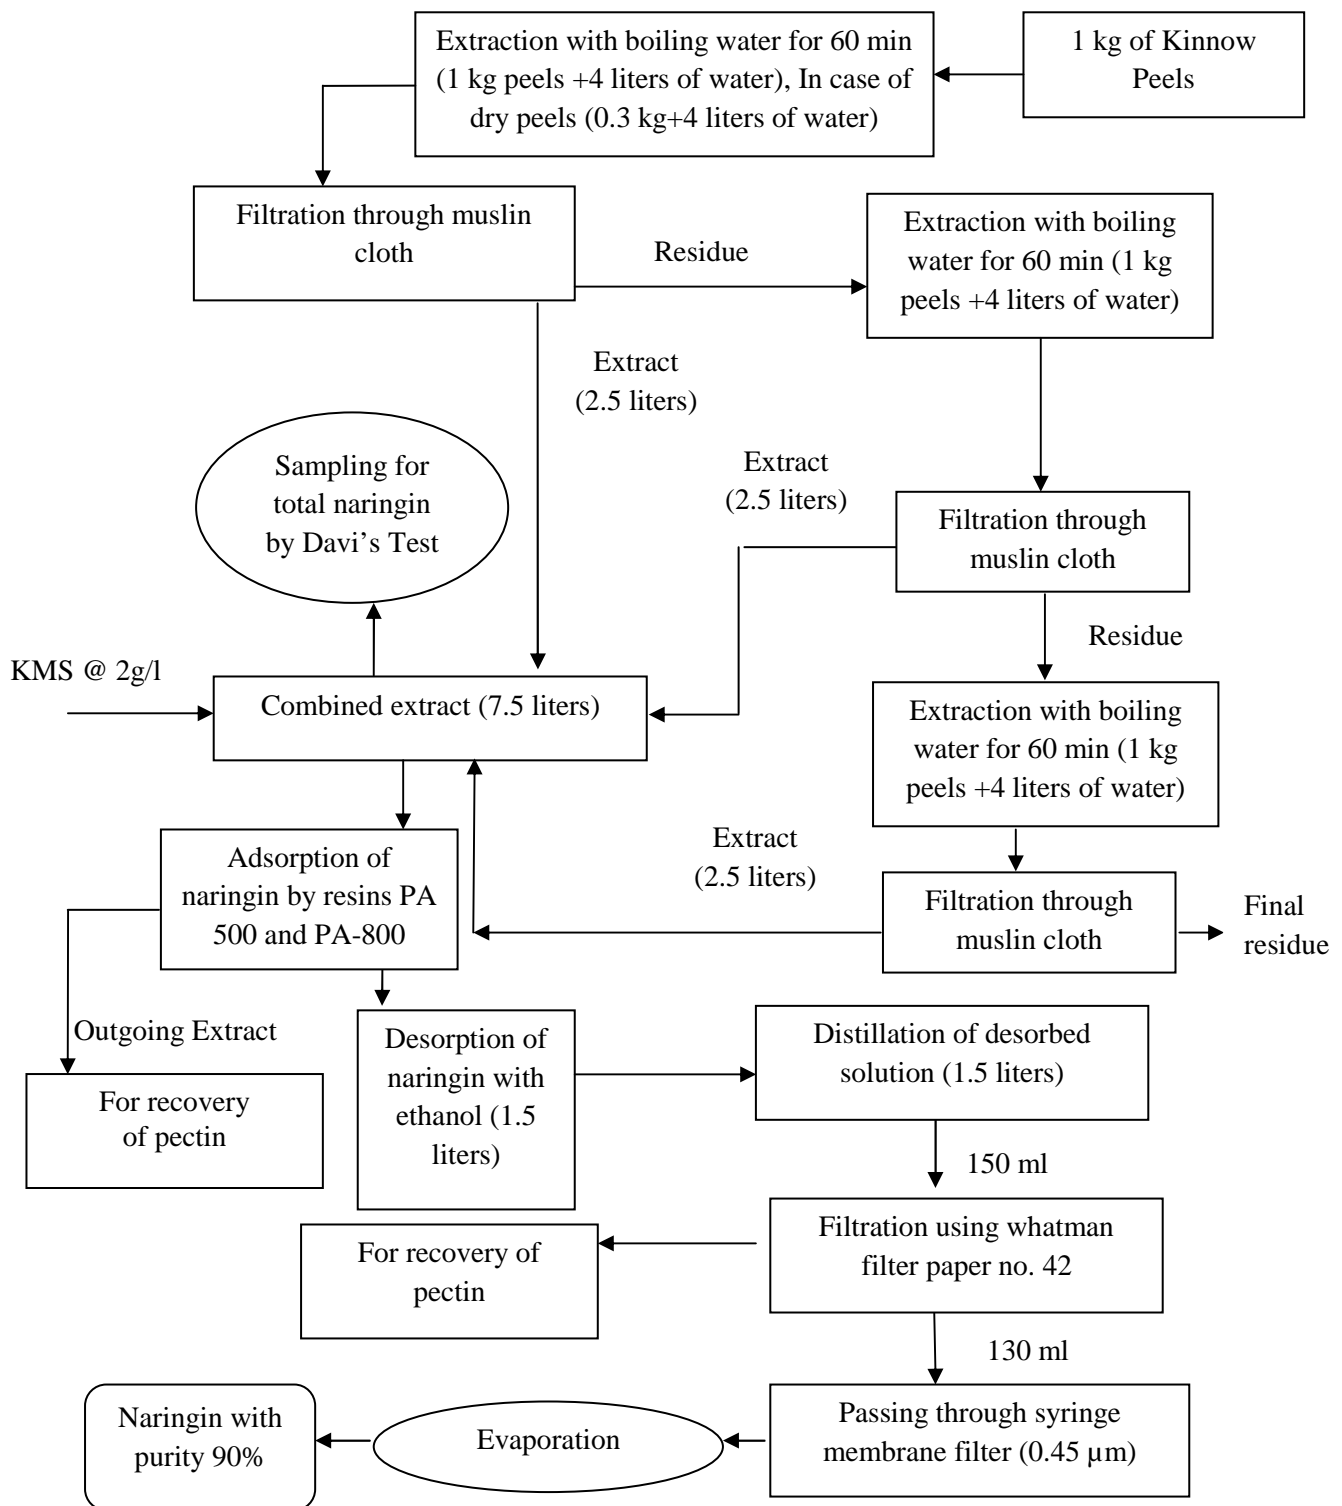 Extraction with boiling water for 60 min
(1 kg peels +4 liters of water), In case of
dry peels (0.3 kg+4 liters of water)
1 kg of Kinnow
Peels
Filtration through muslin
cloth
Residue
Extraction with boiling
water for 60 min (1 kg
peels +4 liters of water)
Extract
(2.5 liters)
Sampling for
total naringin
by Davi’s Test
Extract
(2.5 liters)
Filtration through
muslin cloth
Residue
KMS @ 2g/l
Combined extract (7.5 liters)
Extraction with boiling
water for 60 min (1 kg
peels +4 liters of water)
Adsorption of
naringin by resins PA
500 and PA-800
Extract
(2.5 liters)
Filtration through
muslin cloth
Final
residue
Outgoing Extract
For recovery
of pectin
Desorption of
naringin with
ethanol (1.5
liters)
Distillation of desorbed
solution (1.5 liters)
150 ml
For recovery of
pectin
Filtration using whatman
filter paper no. 42
130 ml
Naringin with
purity 90%
Evaporation
Passing through syringe
membrane filter (0.45 µm)